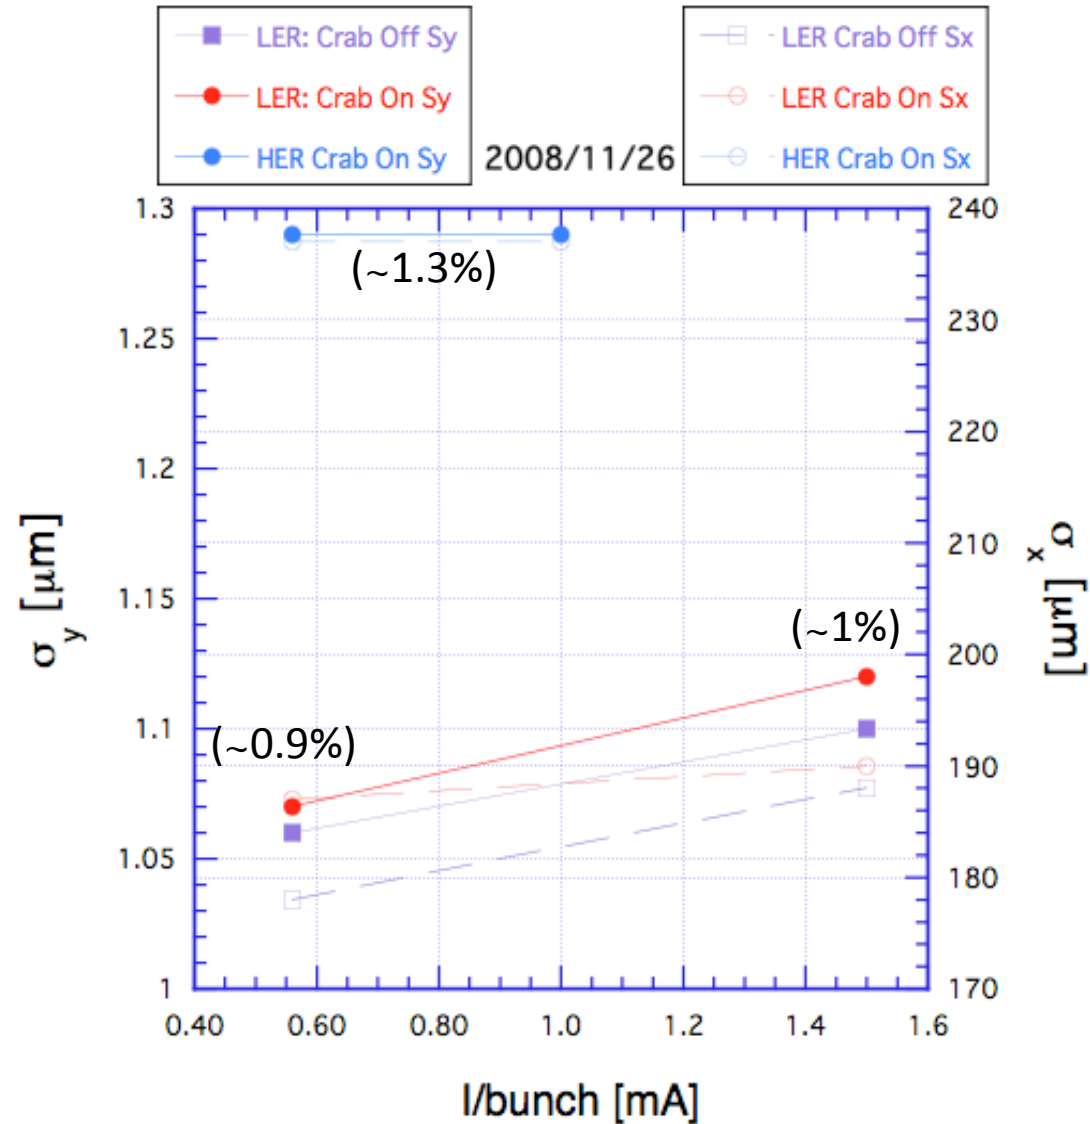 LER: Crab Off Sy
LER: Crab On Sy
HER Crab On Sy
2008/11/26
LER Crab Off Sx
LER Crab On Sx
HER Crab On Sx
1.3
1.25
1.2
1.15
1.1
1.05
1
σy [μm]
240
230
220
210
200
190
180
170
σx [μm]
(~1.3%)
(~1%)
(~0.9%)
0.40 0.60 0.80 1.0 1.2 1.4 1.6
I/bunch [mA]